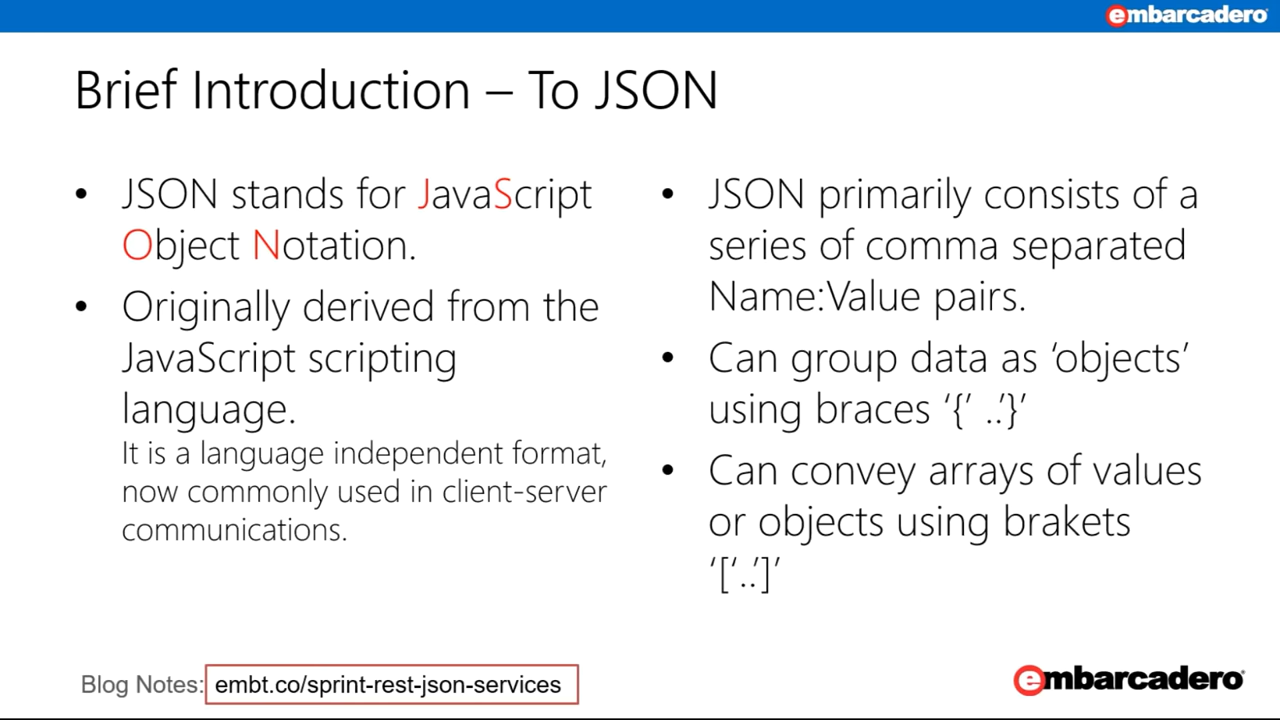 embarcadero
Brief Introduction – To JSON
• JSON stands for JavaScript
Object Notation.
• Originally derived from the
JavaScript scripting
language.
It is a language independent format,
now commonly used in client-server
communications.
• JSON primarily consists of a
series of comma separated
Name:Value pairs.
• Can group data as ‘objects’
using braces ‘{’ ..’}’
• Can convey arrays of values
or objects using brakets
‘[‘..’]’
Blog Notes: embt.co/sprint-rest-json-services
embarcadero